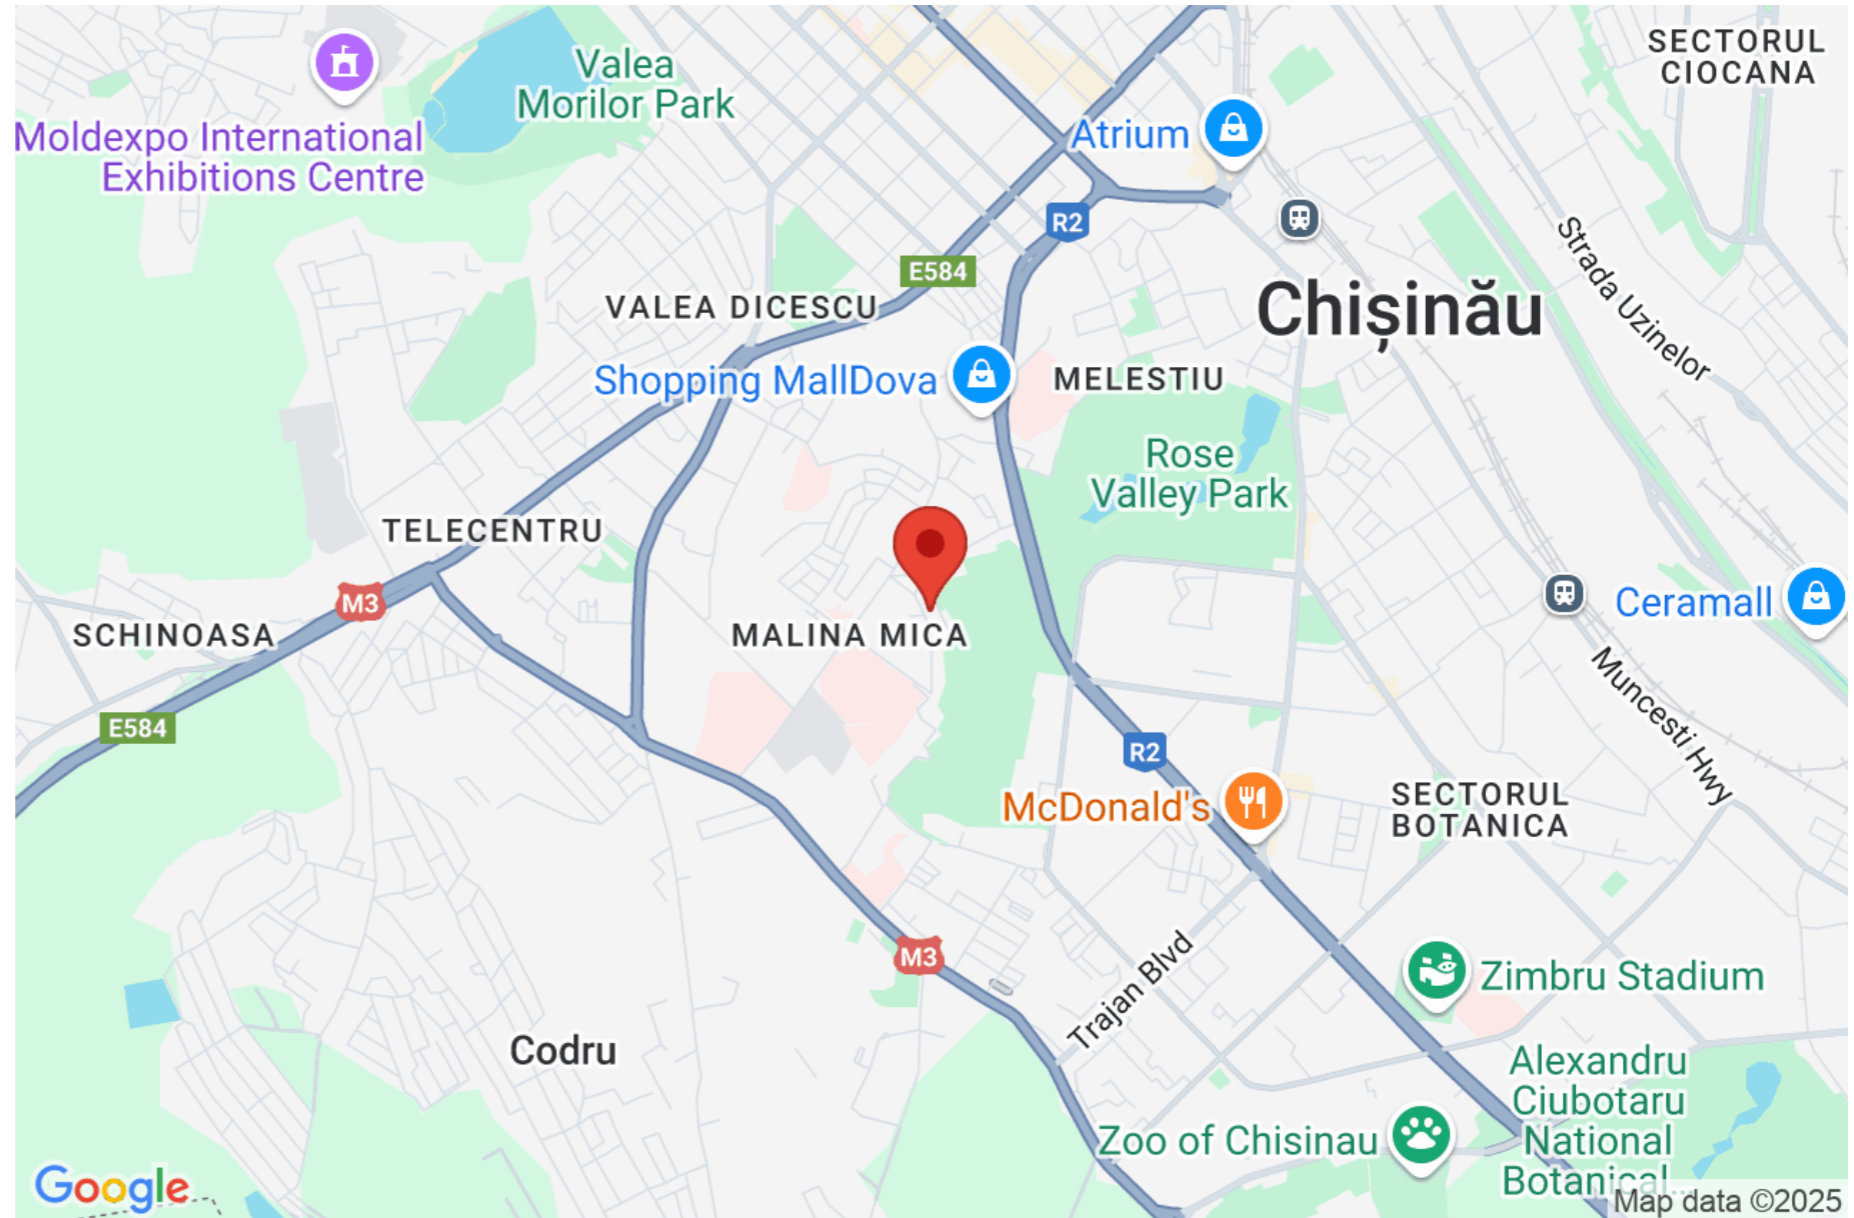 SECTORUL
CIOCANA
Valea
Morilor Park
Moldexpo International
Exhibitions Centre
Atrium
R2
Strada Uzinelor
E584
Chișinău
VALEA DICESCU
Shopping MallDova
MELESTIU
Rose
Valley Park
TELECENTRU
M3
Ceramall
SCHINOASA
MALINA MICA
Muncesti Hwy
E584
R2
McDonald's
SECTORUL
BOTANICA
M3
Trajan Blvd
Zimbru Stadium
Codru
Alexandru
Ciubotaru
National
Botanical...
Zoo of Chisinau
Google
Map data ©2025